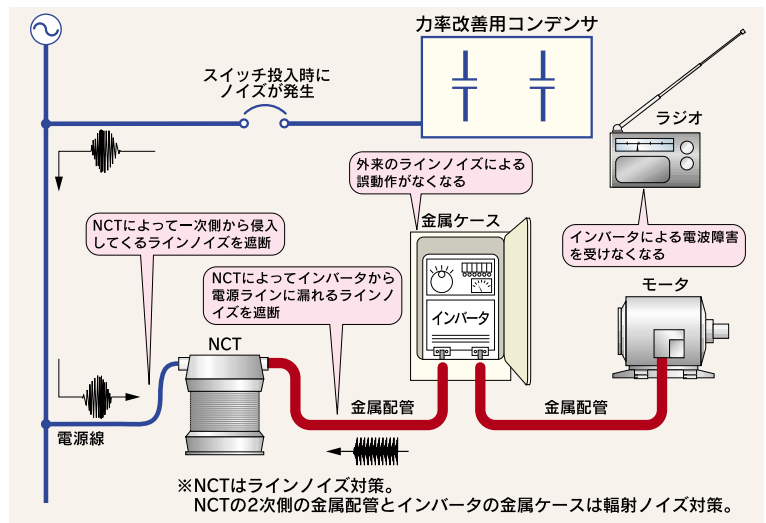 力率改善用コンデンサ
スイッチ投入時に
ノイズが発生
ラジオ
外来のラインノイズによる
誤動作がなくなる
金属ケース
NCTによって一次側から侵入
してくるラインノイズを遮断
インバータによる電波障害
を受けなくなる
NCTによってインバータから
電源ラインに漏れるラインノ
イズを遮断
モータ
インバータ
NCT
金属配管
金属配管
電源線
※NCTはラインノイズ対策。
NCTの2次側の金属配管とインバータの金属ケースは輻射ノイズ対策。